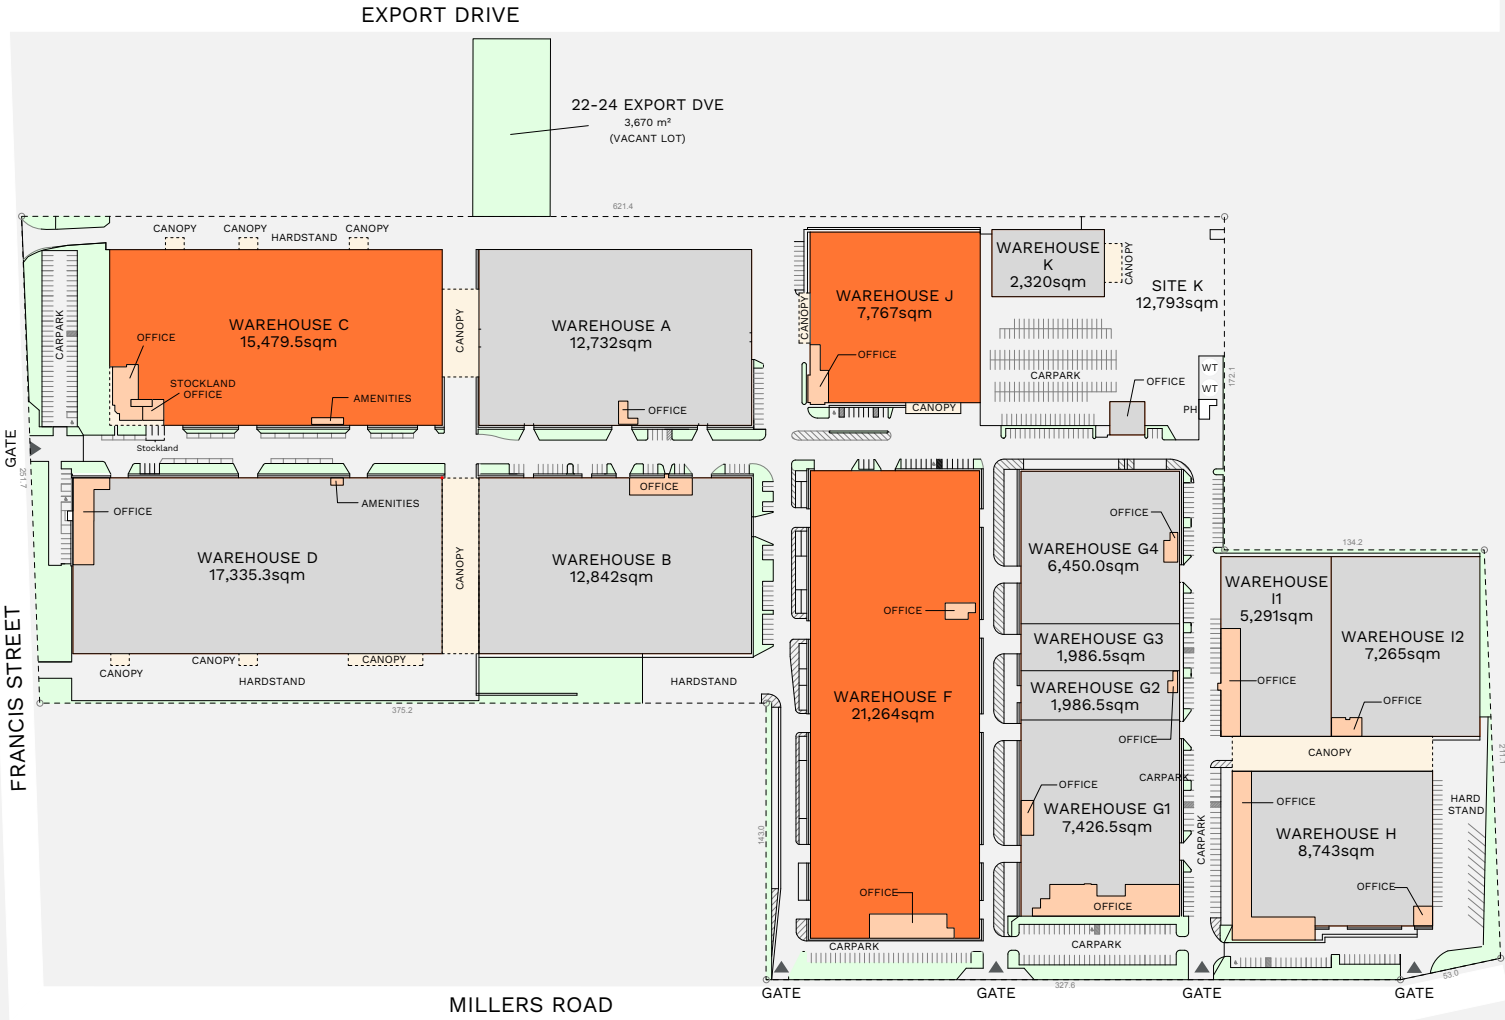 EXPORT DRIVE
22-24 EXPORT DVE
3,670 m²
(VACANT LOT)
621.4
CANOPY
CANOPY
CANOPY
HARDSTAND
CARPARK
WAREHOUSE C
15,479.5sqm
OFFICE
STOCKLAND
OFFICE
AMENITIES
Stockland
CANOPY
WAREHOUSE A
12,732sqm
OFFICE
CANOPY
WAREHOUSE J
7,767sqm
OFFICE
CANOPY
WAREHOUSE
K
2,320sqm
CANOPY
SITE K
12,793sqm
CARPARK
OFFICE
WT
WT
PH
172.1
GATE
FRANCIS STREET
OFFICE
AMENITIES
WAREHOUSE D
17,335.3sqm
CANOPY
OFFICE
WAREHOUSE B
12,842sqm
CANOPY
CANOPY
CANOPY
HARDSTAND
HARDSTAND
375.2
143.0
OFFICE
WAREHOUSE F
21,264sqm
OFFICE
CARPARK
OFFICE
WAREHOUSE G4
6,450.0sqm
WAREHOUSE G3
1,986.5sqm
WAREHOUSE G2
1,986.5sqm
OFFICE
CARPARK
OFFICE
WAREHOUSE G1
7,426.5sqm
OFFICE
CARPARK
CARPARK
134.2
WAREHOUSE
I1
5,291sqm
WAREHOUSE I2
7,265sqm
OFFICE
OFFICE
CANOPY
OFFICE
HARD
STAND
WAREHOUSE H
8,743sqm
OFFICE
53.0
327.6
GATE
GATE
GATE
GATE
MILLERS ROAD